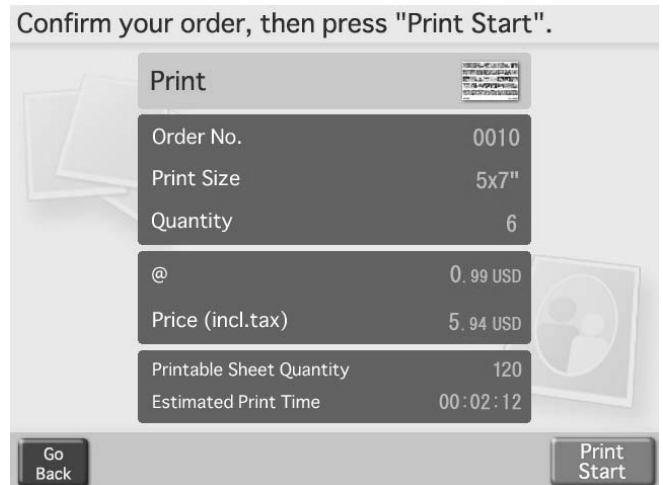 Confirm your order, then press "Print Start".
Print
Order No. 0010
Print Size 5x7"
Quantity 6
@ 0.99 USD
Price (incl.tax) 5.94 USD
Printable Sheet Quantity 120
Estimated Print Time 00:02:12
Go
Back
Print
Start